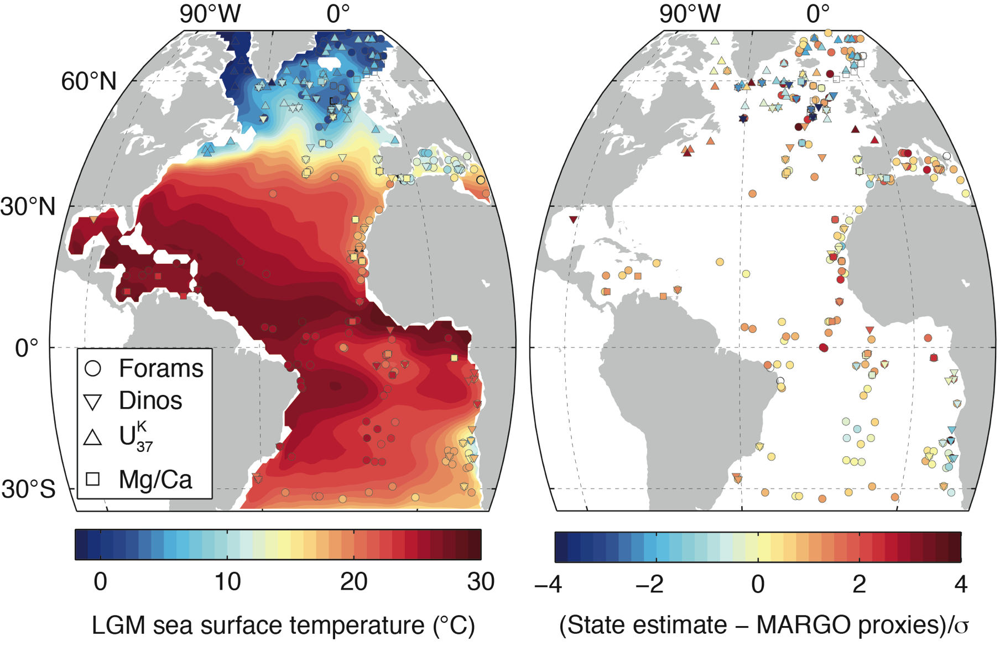 90°W 0° 90°W 0°
60°N
30°N
0°
30°S
Forams
Dinos
U^K_37
Mg/Ca
0 10 20 30
−4 −2 0 2 4
LGM sea surface temperature (°C)
(State estimate − MARGO proxies)/σ